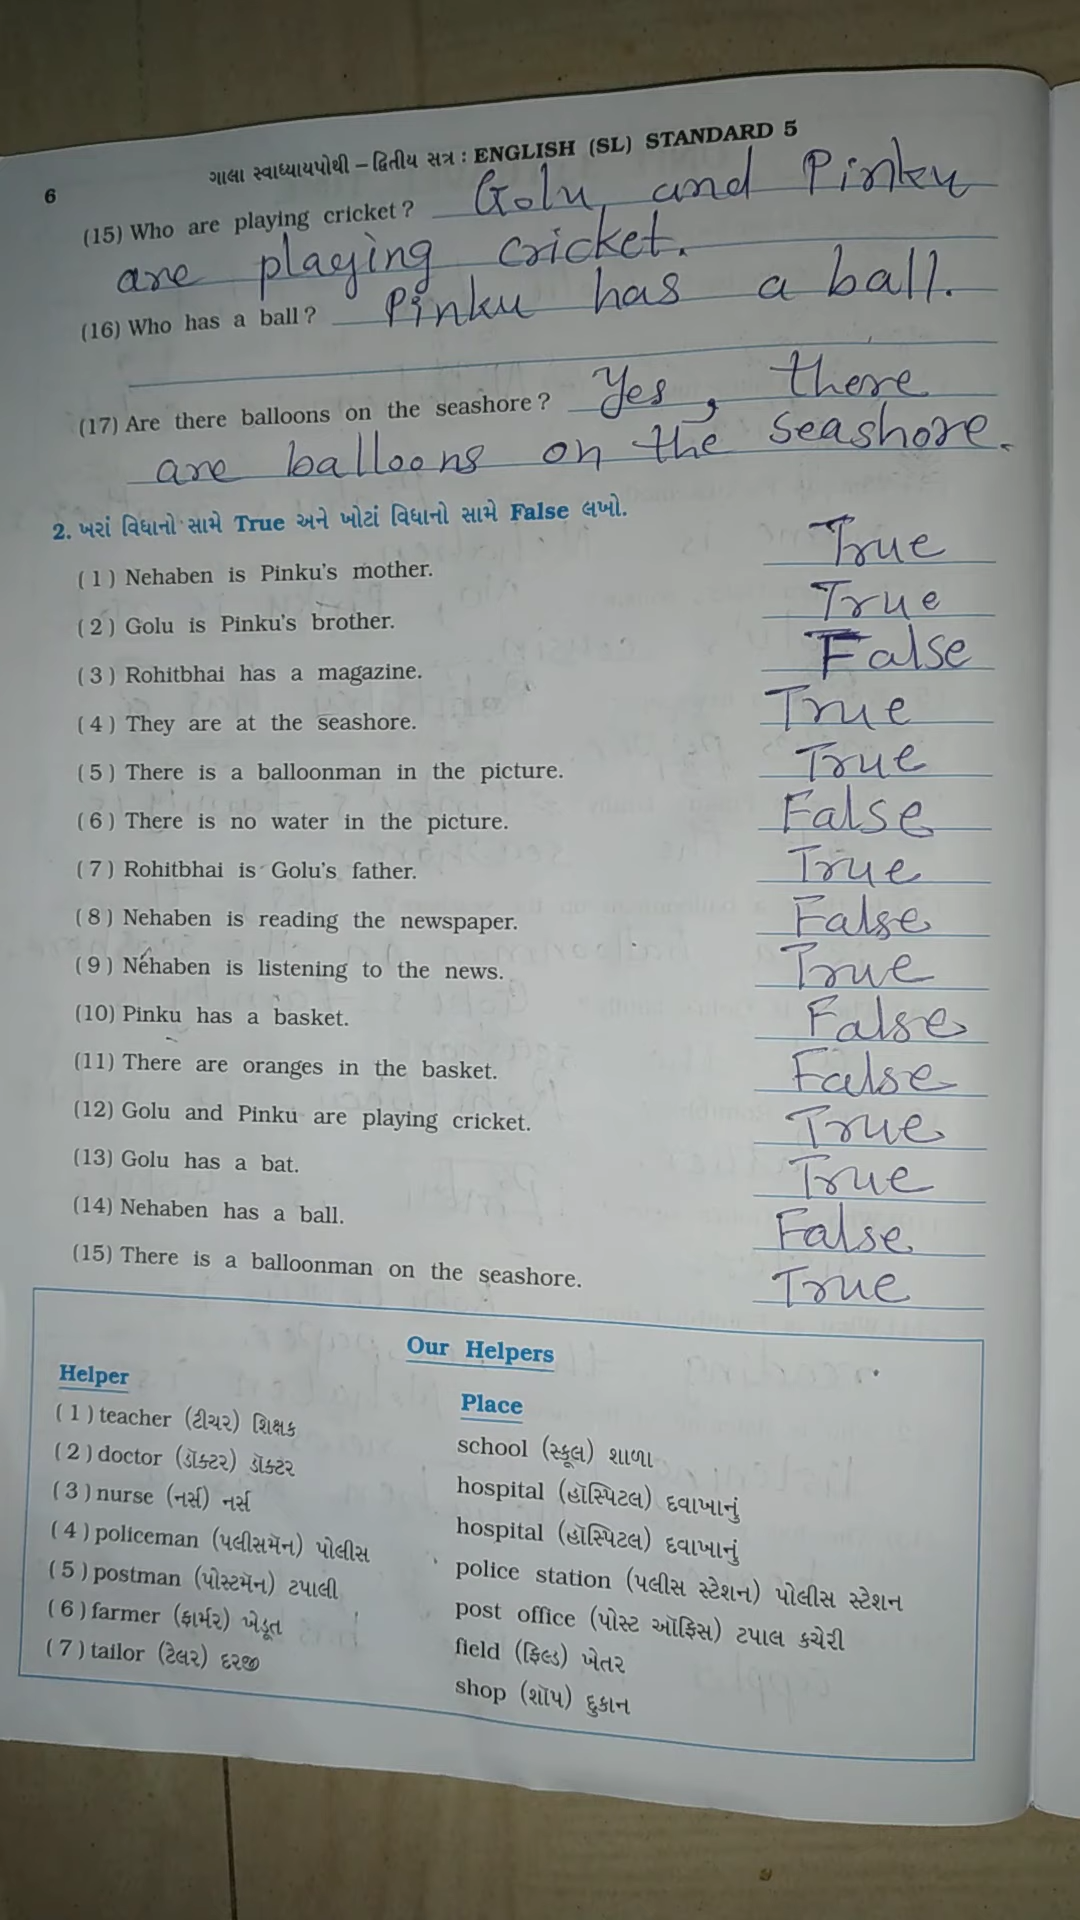 6
ગાલા સ્વાધ્યાયપોથી – દ્વિતીય સત્ર : ENGLISH (SL) STANDARD 5
(15) Who are playing cricket ? Golu and Pinku
are playing cricket.
(16) Who has a ball ? Pinku has a ball.
(17) Are there balloons on the seashore ? Yes, there
are balloons on the seashore.
2. ખરાં વિધાનો સામે True અને ખોટાં વિધાનો સામે False લખો.
(1) Nehaben is Pinku's mother. True
(2) Golu is Pinku's brother. True
(3) Rohitbhai has a magazine. False
(4) They are at the seashore. True
(5) There is a balloonman in the picture. True
(6) There is no water in the picture. False
(7) Rohitbhai is Golu's father. True
(8) Nehaben is reading the newspaper. False
(9) Nehaben is listening to the news. True
(10) Pinku has a basket. False
(11) There are oranges in the basket. False
(12) Golu and Pinku are playing cricket. True
(13) Golu has a bat. True
(14) Nehaben has a ball. False
(15) There is a balloonman on the seashore. True
Our Helpers
Helper Place
(1) teacher (ટીચર) શિક્ષક school (સ્કૂલ) શાળા
(2) doctor (ડૉક્ટર) ડૉક્ટર hospital (હૉસ્પિટલ) દવાખાનું
(3) nurse (નર્સ) નર્સ hospital (હૉસ્પિટલ) દવાખાનું
(4) policeman (પલીસમૅન) પોલીસ police station (પલીસ સ્ટેશન) પોલીસ સ્ટેશન
(5) postman (પોસ્ટમૅન) ટપાલી post office (પોસ્ટ ઑફિસ) ટપાલ કચેરી
(6) farmer (ફાર્મર) ખેડૂત field (ફિલ્ડ) ખેતર
(7) tailor (ટેલર) દરજી shop (શૉપ) દુકાન